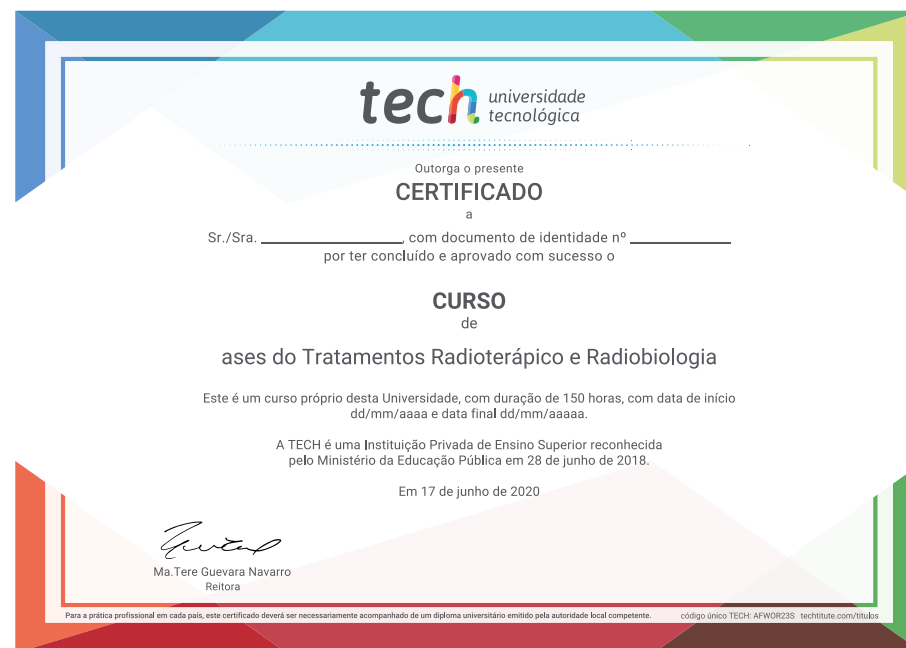 tech universidade
tecnológica
Outorga o presente
CERTIFICADO
a
Sr./Sra. ____________, com documento de identidade nº ____________
por ter concluído e aprovado com sucesso o
CURSO
de
ases do Tratamentos Radioterápico e Radiobiologia
Este é um curso próprio desta Universidade, com duração de 150 horas, com data de início
dd/mm/aaaa e data final dd/mm/aaaaa.
A TECH é uma Instituição Privada de Ensino Superior reconhecida
pelo Ministério da Educação Pública em 28 de junho de 2018.
Em 17 de junho de 2020
Ma.Tere Guevara Navarro
Reitora
Para a prática profissional em cada país, este certificado deverá ser necessariamente acompanhado de um diploma universitário emitido pela autoridade local competente. código único TECH: AFWOR23S techtitute.com/titulos